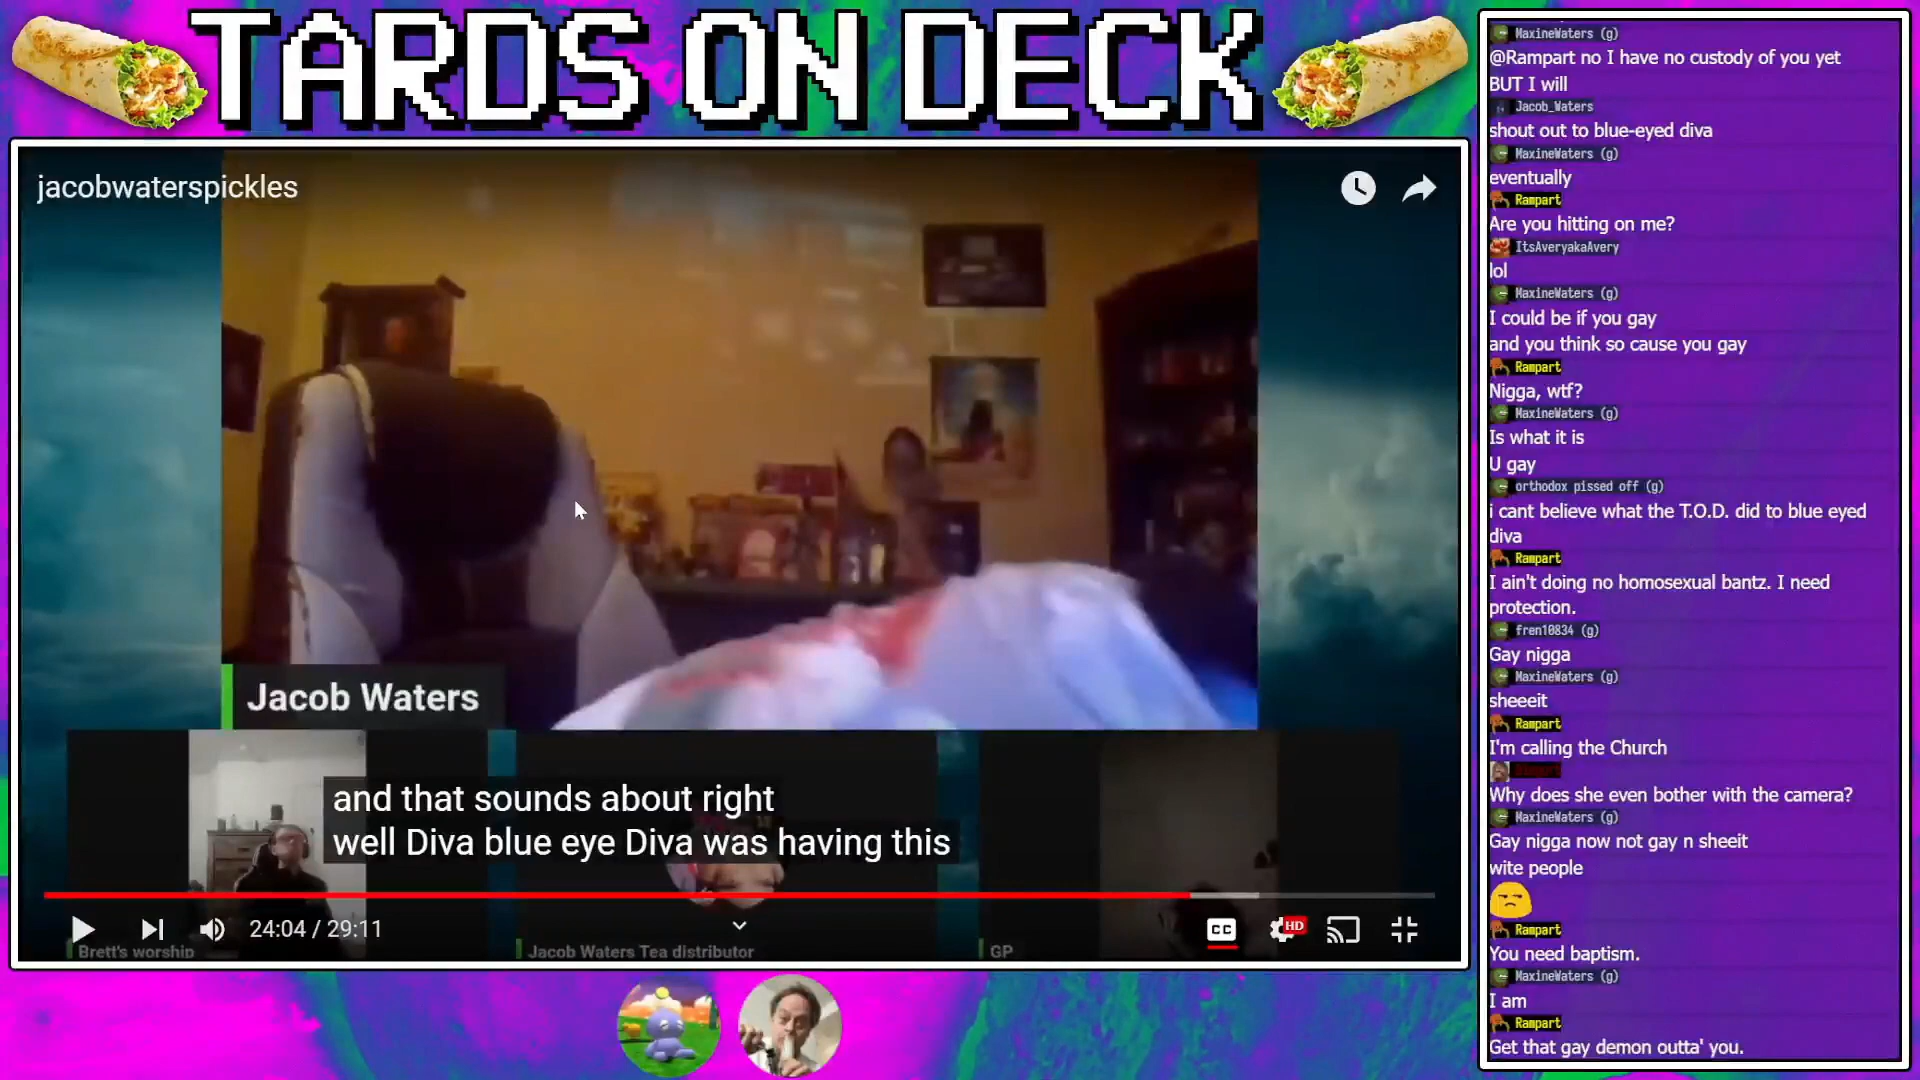 TARDS ON DECK
jacobwaterspickles
Jacob Waters
and that sounds about right
well Diva blue eye Diva was having this
24:04 / 29:11
CC
HD
Brett's worship
Jacob Waters Tea distributor
GP
MaxineWaters (g)
@Rampart no I have no custody of you yet
BUT I will
Jacob_Waters
shout out to blue-eyed diva
MaxineWaters (g)
eventually
Rampart
Are you hitting on me?
ItsAveryakaAvery
lol
MaxineWaters (g)
I could be if you gay
and you think so cause you gay
Rampart
Nigga, wtf?
MaxineWaters (g)
Is what it is
U gay
orthodox pissed off (g)
i cant believe what the T.O.D. did to blue eyed
diva
Rampart
I ain't doing no homosexual bantz. I need
protection.
fren10834 (g)
Gay nigga
MaxineWaters (g)
sheeeit
Rampart
I'm calling the Church
Why does she even bother with the camera?
MaxineWaters (g)
Gay nigga now not gay n sheeit
wite people
Rampart
You need baptism.
MaxineWaters (g)
I am
Rampart
Get that gay demon outta' you.